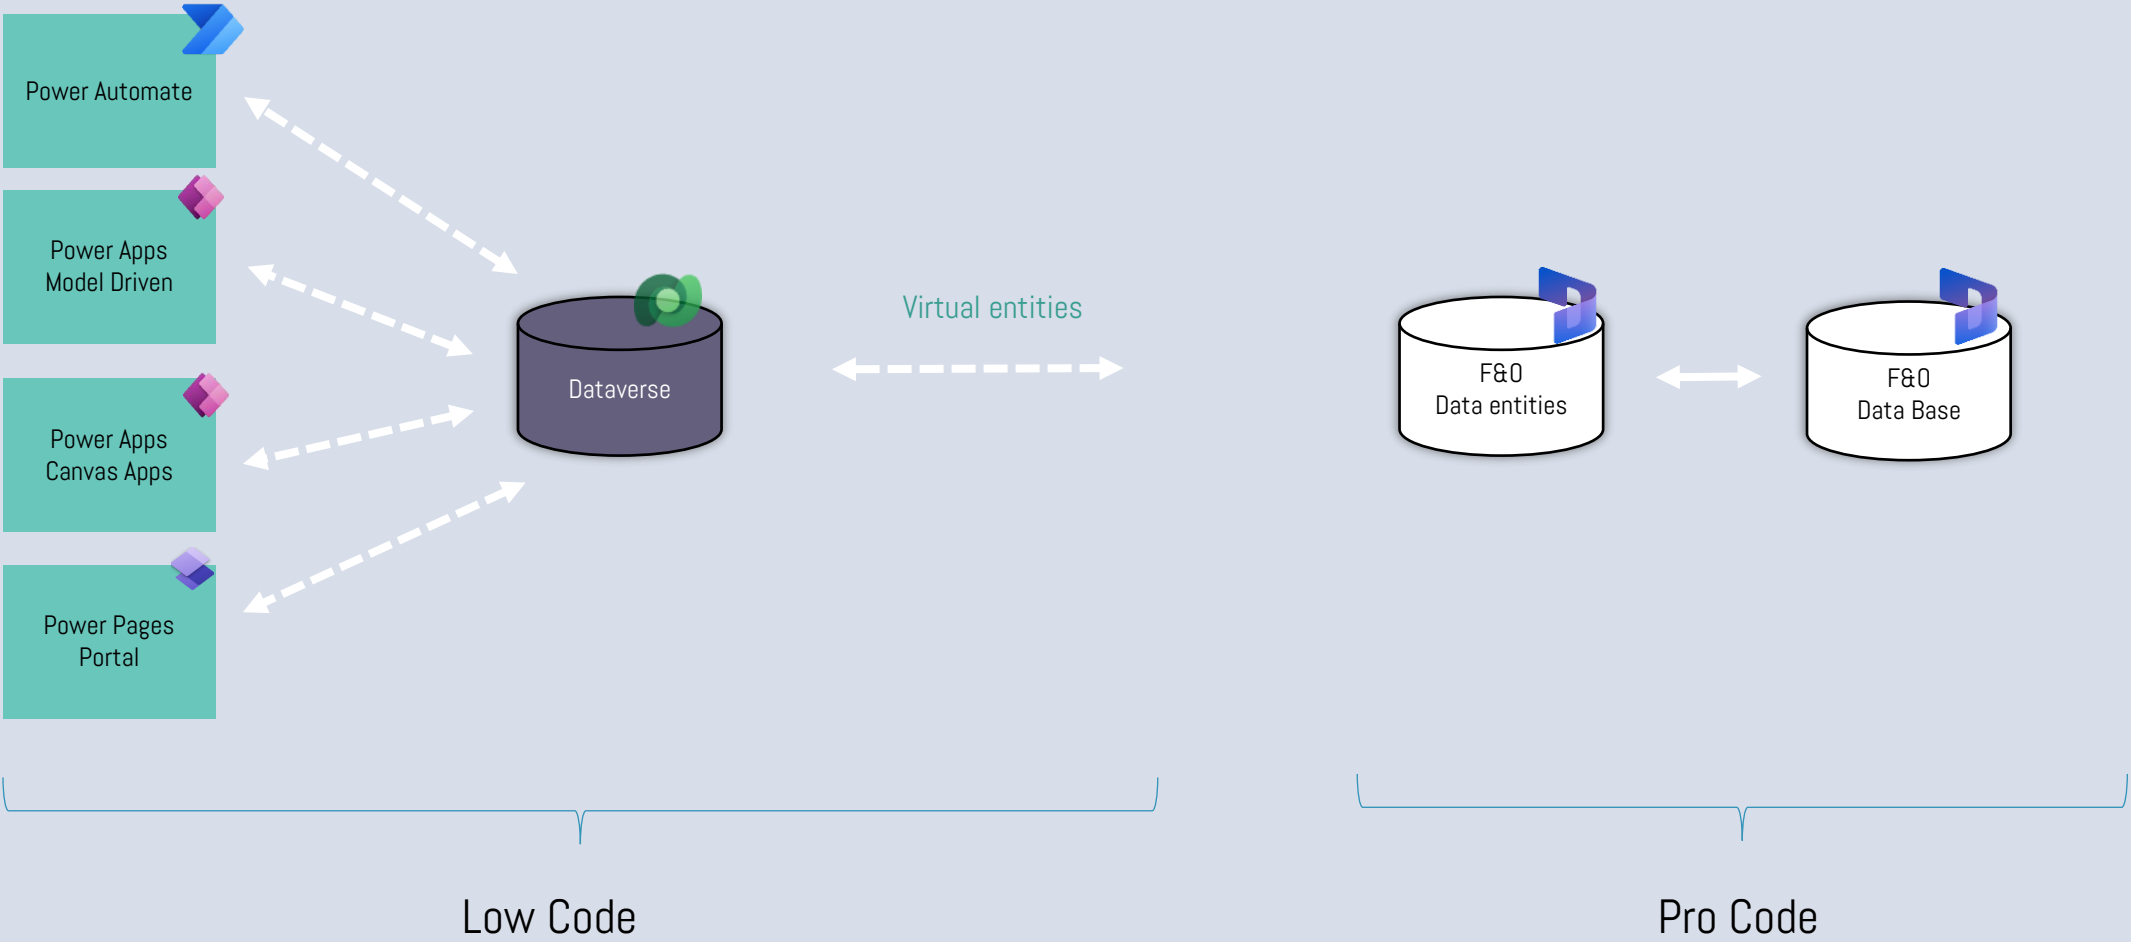 Power Automate
Power Apps
Model Driven
Power Apps
Canvas Apps
Power Pages
Portal
Dataverse
Virtual entities
F&O
Data entities
F&O
Data Base
Low Code
Pro Code